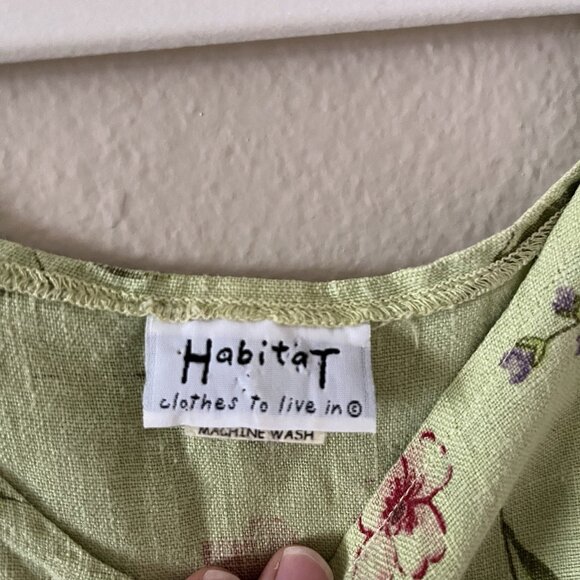 HabitaT
clothes to live in ©
MACHINE WASH